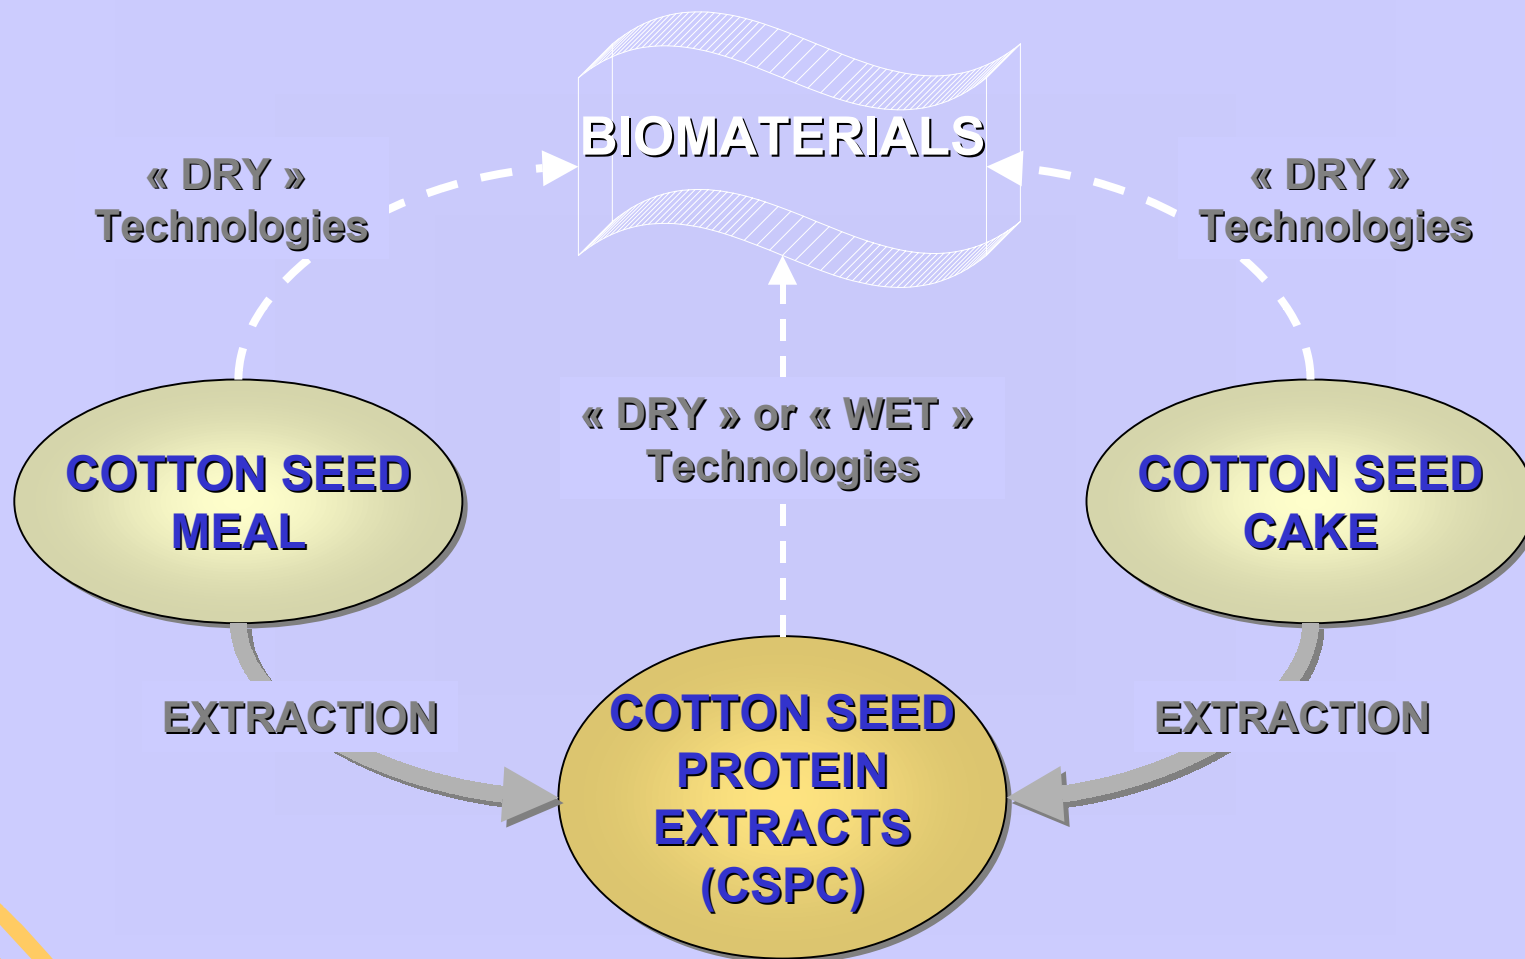 BIOMATERIALS
« DRY »
Technologies
« DRY »
Technologies
« DRY » or « WET »
Technologies
COTTON SEED
MEAL
COTTON SEED
CAKE
EXTRACTION
COTTON SEED
PROTEIN
EXTRACTS
(CSPC)
EXTRACTION